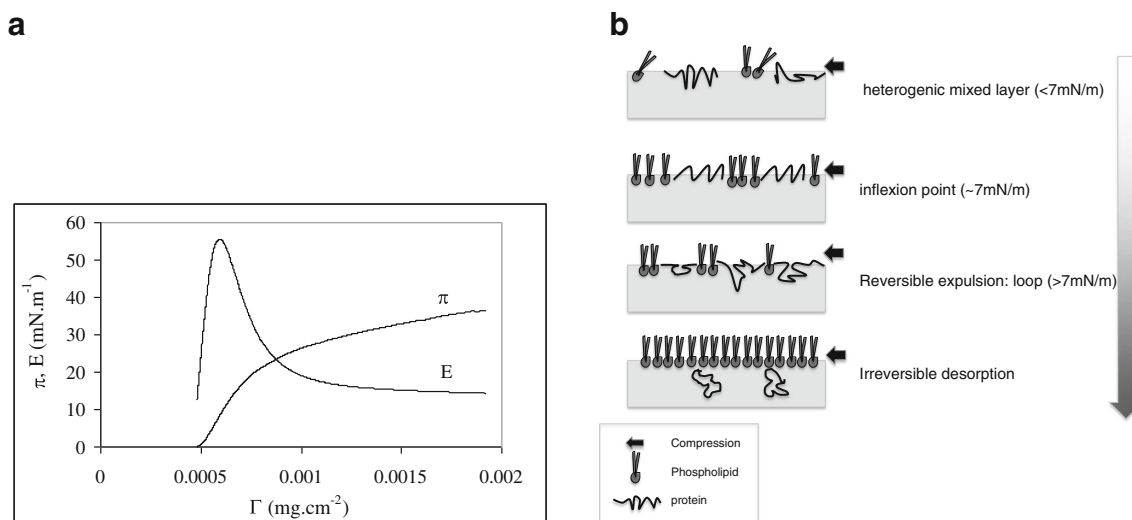 a
b
60
50
40
30
20
10
0
π, E (mN.m⁻¹)
π
E
0
0.0005
0.001
0.0015
0.002
Γ (mg.cm⁻²)
heterogenic mixed layer (<7mN/m)
inflexion point (~7mN/m)
Reversible expulsion: loop (>7mN/m)
Irreversible desorption
Compression
Phospholipid
protein